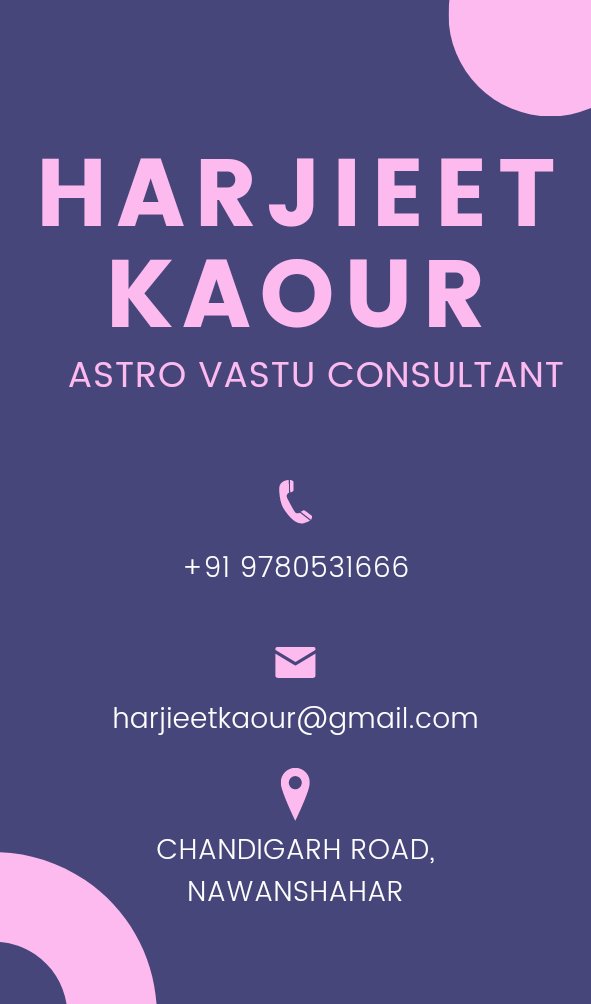 HARJIEET
KAOUR
ASTRO VASTU CONSULTANT
+91 9780531666
harjieetkaour@gmail.com
CHANDIGARH ROAD,
NAWANSHAHAR